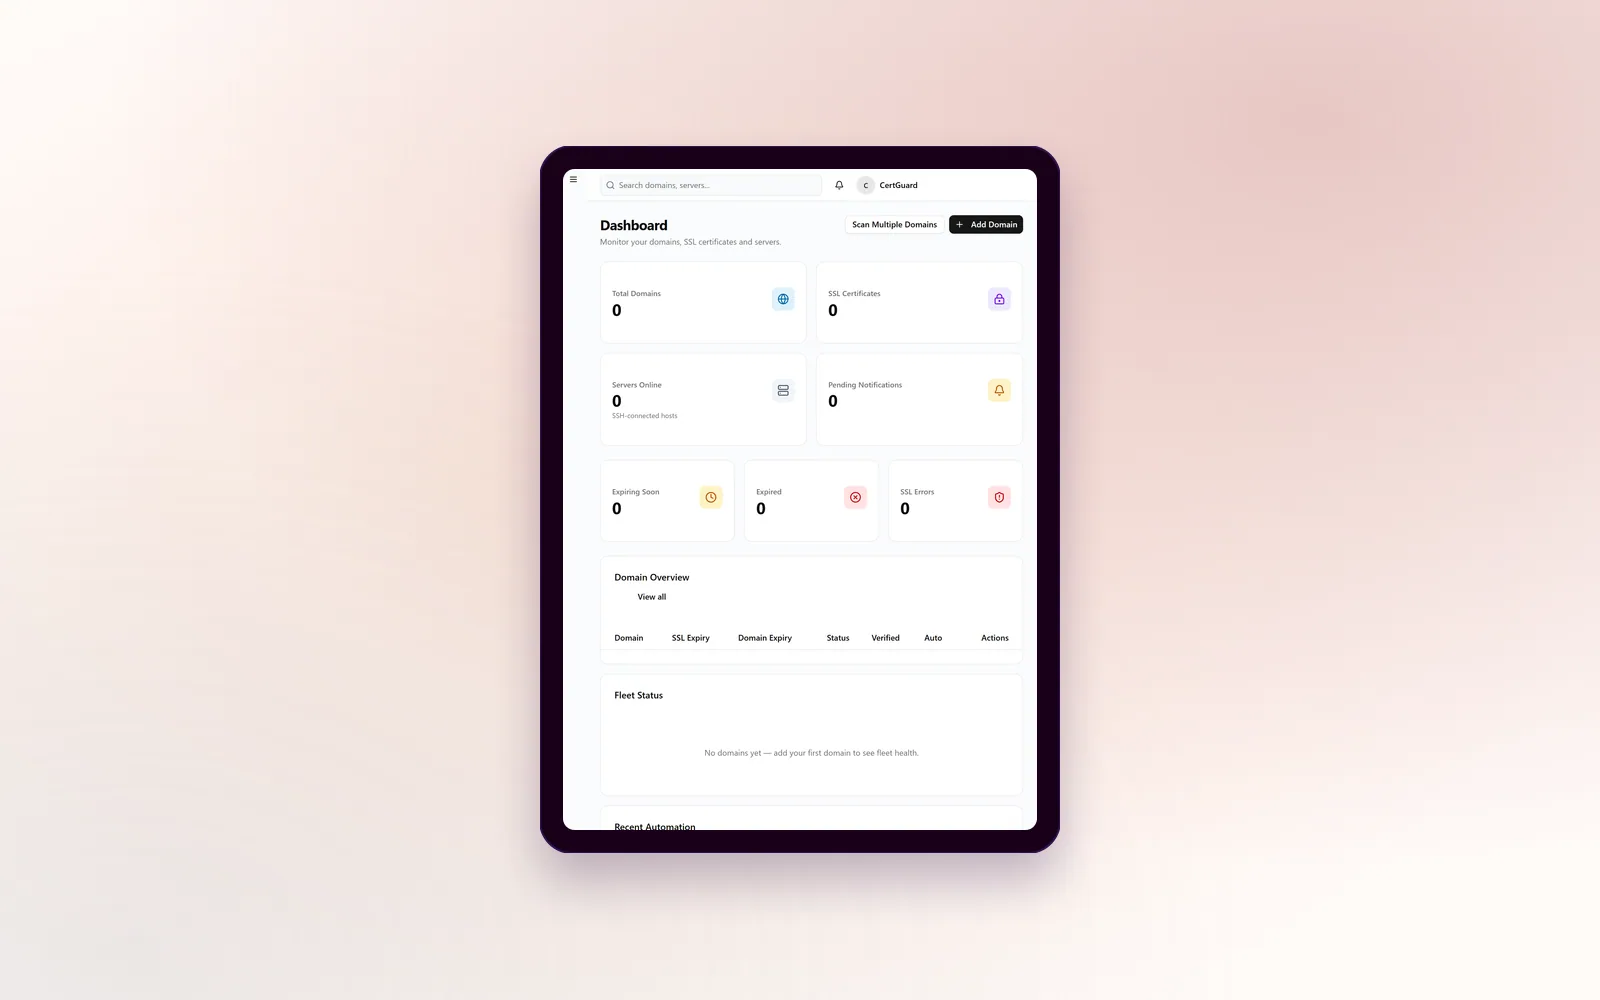 Search domains, servers...
C
CertGuard
Dashboard
Scan Multiple Domains
Add Domain
Monitor your domains, SSL certificates and servers.
Total Domains
0
SSL Certificates
0
Servers Online
0
SSH-connected hosts
Pending Notifications
0
Expiring Soon
0
Expired
0
SSL Errors
0
Domain Overview
View all
Domain SSL Expiry Domain Expiry Status Verified Auto Actions
Fleet Status
No domains yet — add your first domain to see fleet health.
Recent Automation